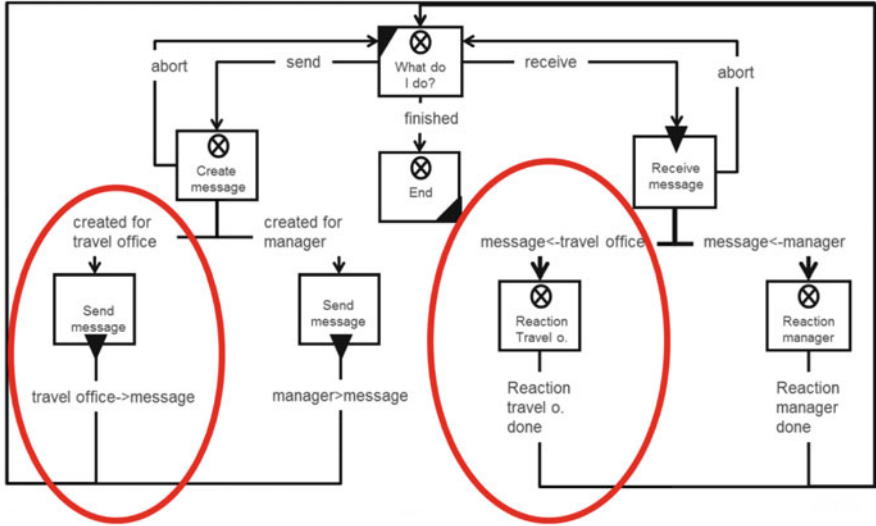 abort
send
What do
I do?
receive
abort
finished
Create
message
End
Receive
message
created for
travel office
created for
manager
message<-travel office
message<-manager
Send
message
Send
message
Reaction
Travel o.
Reaction
manager
travel office->message
manager>message
Reaction
travel o.
done
Reaction
manager
done